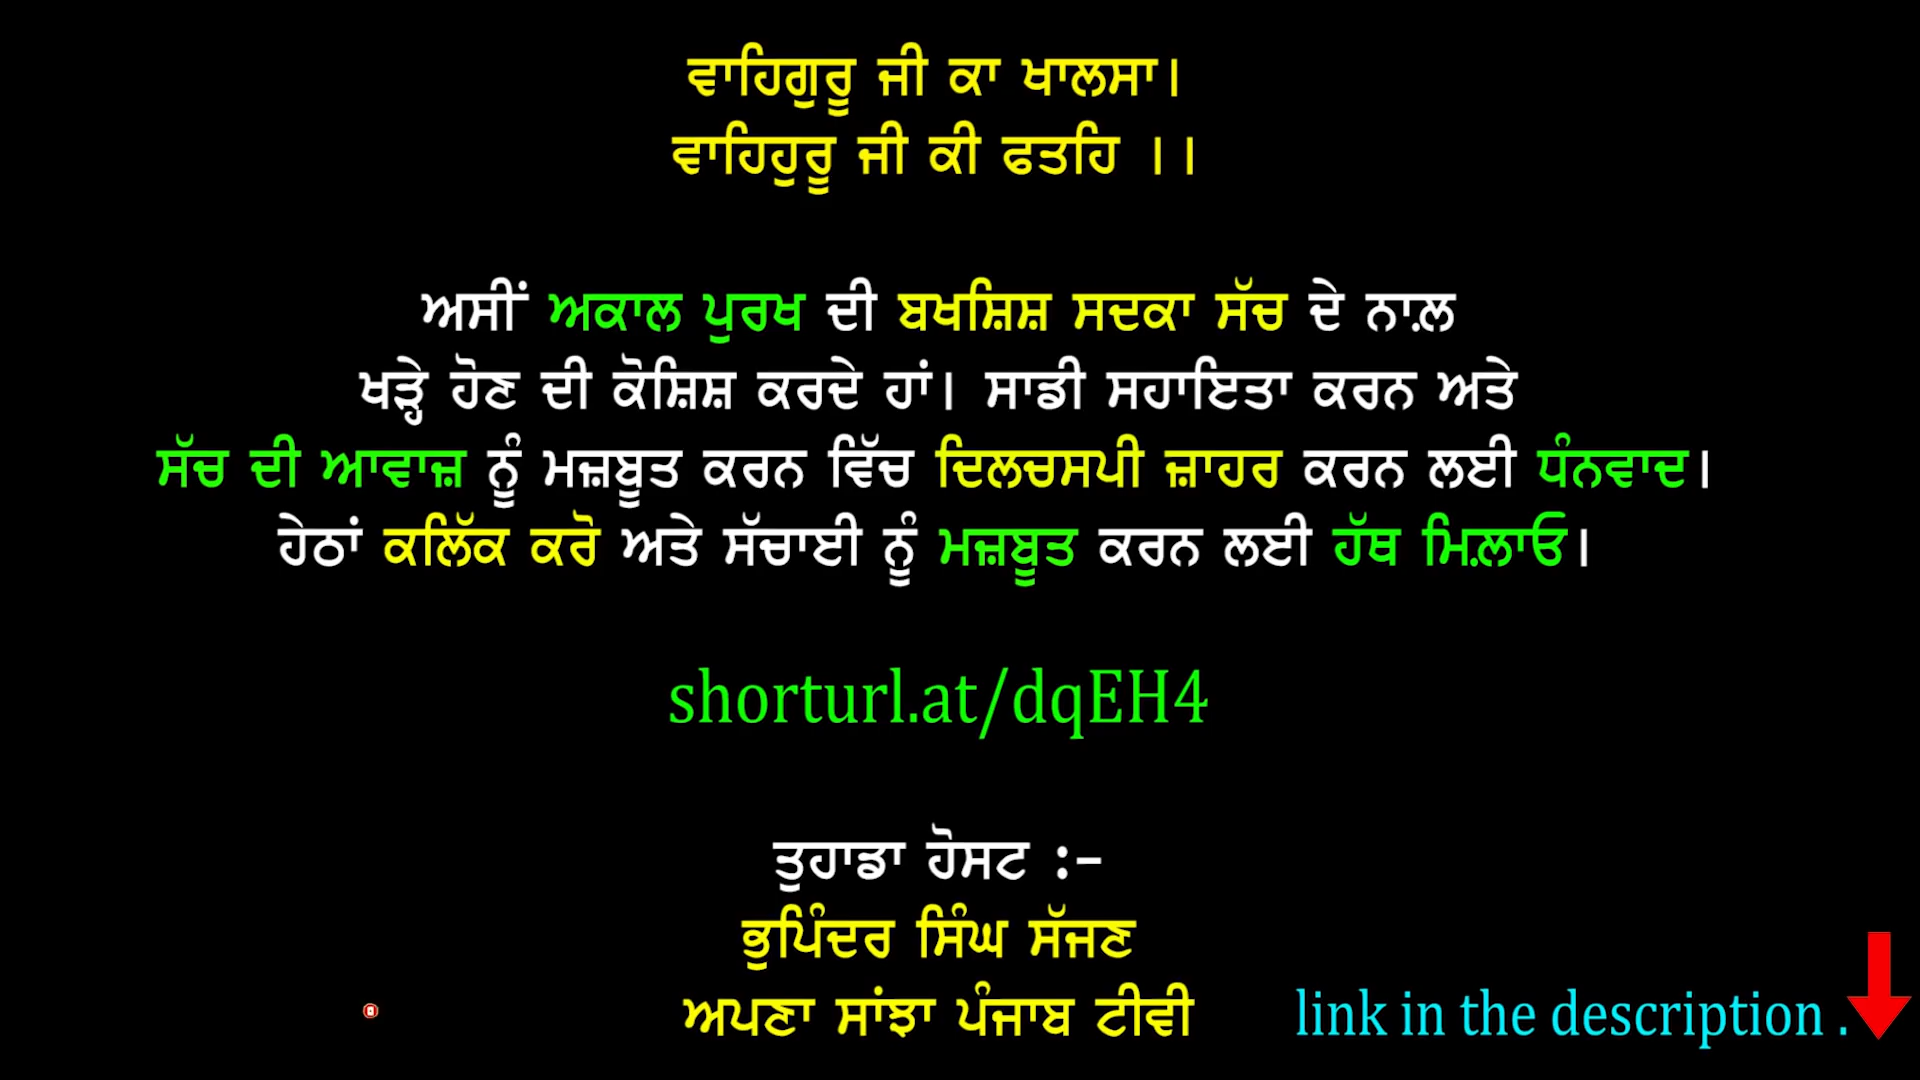 ਵਾਹਿਗੁਰੂ ਜੀ ਕਾ ਖਾਲਸਾ।
ਵਾਹਿਹੁਰੂ ਜੀ ਕੀ ਫਤਹਿ ।।
ਅਸੀਂ ਅਕਾਲ ਪੁਰਖ ਦੀ ਬਖਸ਼ਿਸ਼ ਸਦਕਾ ਸੱਚ ਦੇ ਨਾਲ਼
ਖੜ੍ਹੇ ਹੋਣ ਦੀ ਕੋਸ਼ਿਸ਼ ਕਰਦੇ ਹਾਂ। ਸਾਡੀ ਸਹਾਇਤਾ ਕਰਨ ਅਤੇ
ਸੱਚ ਦੀ ਆਵਾਜ਼ ਨੂੰ ਮਜ਼ਬੂਤ ਕਰਨ ਵਿੱਚ ਦਿਲਚਸਪੀ ਜ਼ਾਹਰ ਕਰਨ ਲਈ ਧੰਨਵਾਦ।
ਹੇਠਾਂ ਕਲਿੱਕ ਕਰੋ ਅਤੇ ਸੱਚਾਈ ਨੂੰ ਮਜ਼ਬੂਤ ਕਰਨ ਲਈ ਹੱਥ ਮਿਲ਼ਾਓ।
shorturl.at/dqEH4
ਤੁਹਾਡਾ ਹੋਸਟ :-
ਭੁਪਿੰਦਰ ਸਿੰਘ ਸੱਜਣ
ਅਪਣਾ ਸਾਂਝਾ ਪੰਜਾਬ ਟੀਵੀ
link in the description .